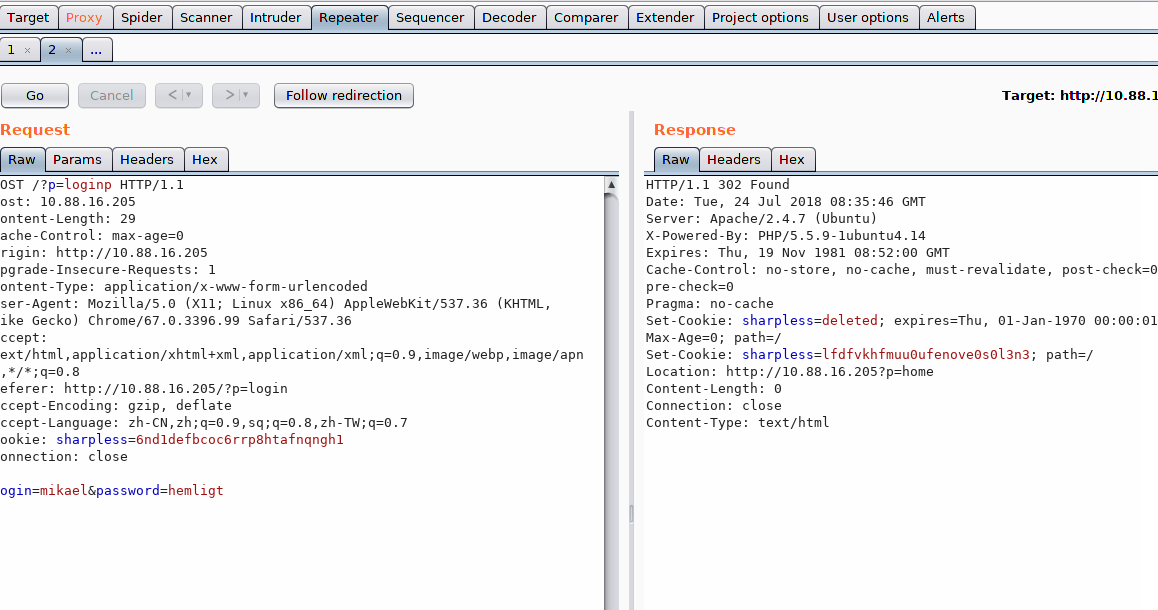 Target Proxy Spider Scanner Intruder Repeater Sequencer Decoder Comparer Extender Project options User options Alerts
1 × 2 × ...
Go Cancel < > Follow redirection Target: http://10.88.1
Request
Raw Params Headers Hex
OST /?p=loginp HTTP/1.1
ost: 10.88.16.205
ontent-Length: 29
ache-Control: max-age=0
rigin: http://10.88.16.205
pgrade-Insecure-Requests: 1
ontent-Type: application/x-www-form-urlencoded
ser-Agent: Mozilla/5.0 (X11; Linux x86_64) AppleWebKit/537.36 (KHTML,
ike Gecko) Chrome/67.0.3396.99 Safari/537.36
ccept:
ext/html,application/xhtml+xml,application/xml;q=0.9,image/webp,image/apn
,*/*;q=0.8
eferer: http://10.88.16.205/?p=login
ccept-Encoding: gzip, deflate
ccept-Language: zh-CN,zh;q=0.9,sq;q=0.8,zh-TW;q=0.7
ookie: sharpless=6nd1defbcoc6rrp8htafnqngh1
onnection: close
ogin=mikael&password=hemligt
Response
Raw Headers Hex
HTTP/1.1 302 Found
Date: Tue, 24 Jul 2018 08:35:46 GMT
Server: Apache/2.4.7 (Ubuntu)
X-Powered-By: PHP/5.5.9-1ubuntu4.14
Expires: Thu, 19 Nov 1981 08:52:00 GMT
Cache-Control: no-store, no-cache, must-revalidate, post-check=0
pre-check=0
Pragma: no-cache
Set-Cookie: sharpless=deleted; expires=Thu, 01-Jan-1970 00:00:01
Max-Age=0; path=/
Set-Cookie: sharpless=lfdfvkhfmuu0ufenove0s0l3n3; path=/
Location: http://10.88.16.205?p=home
Content-Length: 0
Connection: close
Content-Type: text/html